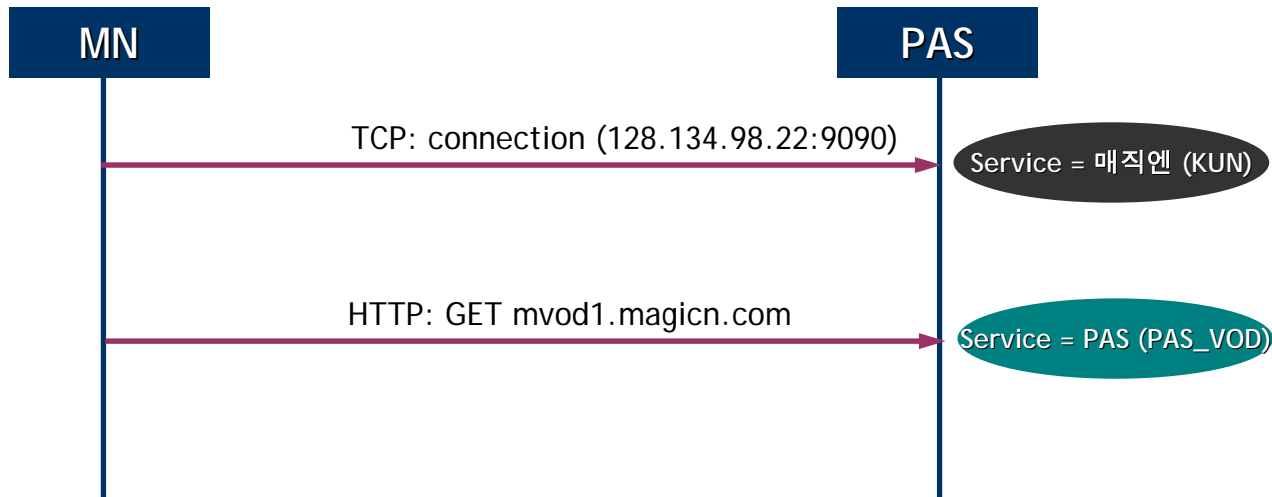 MN
PAS
TCP: connection (128.134.98.22:9090)
Service = 매직엔 (KUN)
HTTP: GET mvod1.magicn.com
Service = PAS (PAS_VOD)